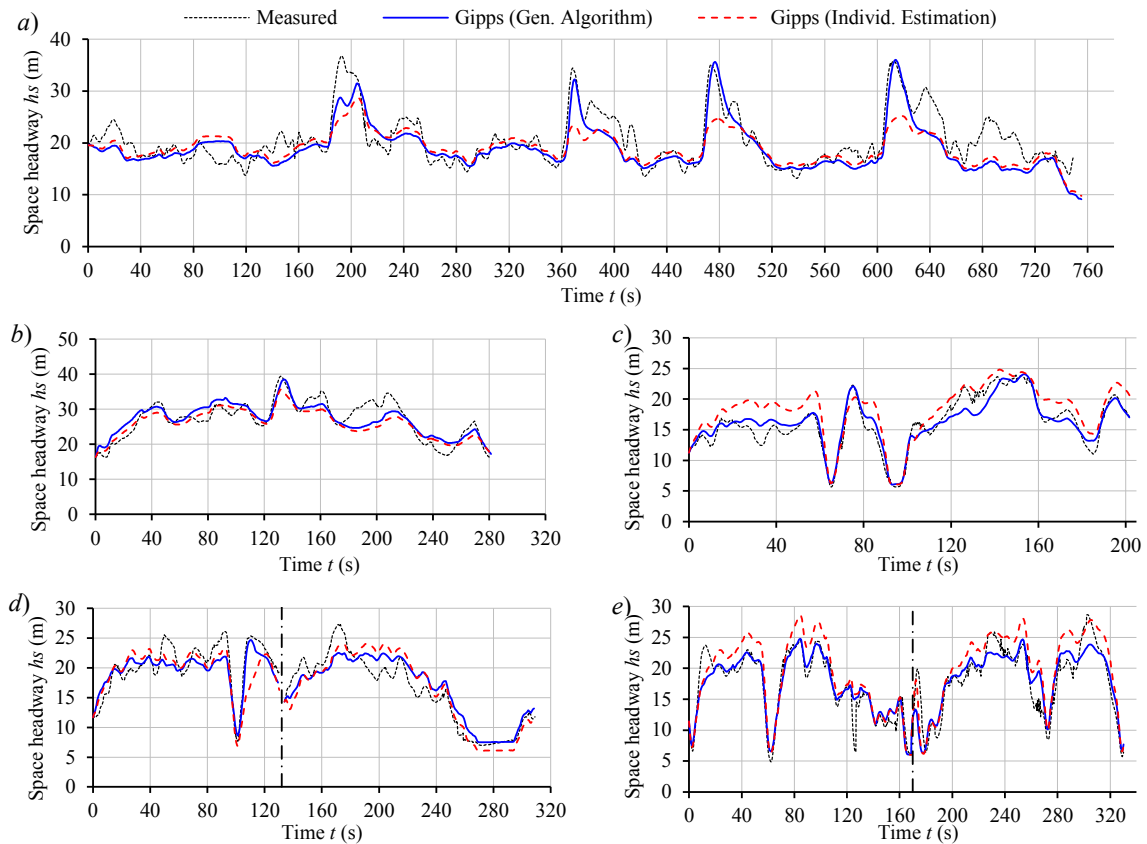 Measured Gipps (Gen. Algorithm) Gipps (Individ. Estimation)
a)
Space headway hs (m)
40
30
20
10
0
0 40 80 120 160 200 240 280 320 360 400 440 480 520 560 600 640 680 720 760
Time t (s)
b)
Space headway hs (m)
50
40
30
20
10
0
0 40 80 120 160 200 240 280 320
Time t (s)
c)
Space headway hs (m)
30
25
20
15
10
5
0
0 40 80 120 160 200
Time t (s)
d)
Space headway hs (m)
30
25
20
15
10
5
0
0 40 80 120 160 200 240 280 320
Time t (s)
e)
Space headway hs (m)
30
25
20
15
10
5
0
0 40 80 120 160 200 240 280 320
Time t (s)